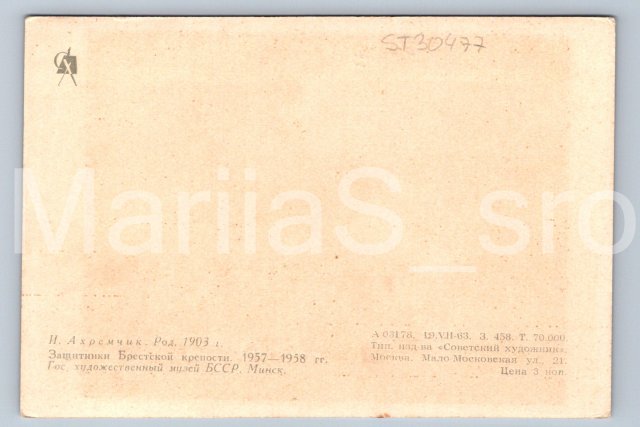 ST30477
MariiaS_sro
И. Ахремчик. Род. 1903 г.
Защитники Брестской крепости. 1957—1958 гг.
Гос. художественный музей БССР. Минск.
А 03178. 19.VII-63. З. 458. Т. 70.000
Тип. изд-ва «Советский художник».
Москва. Мало-Московская ул., 21.
Цена 3 коп.